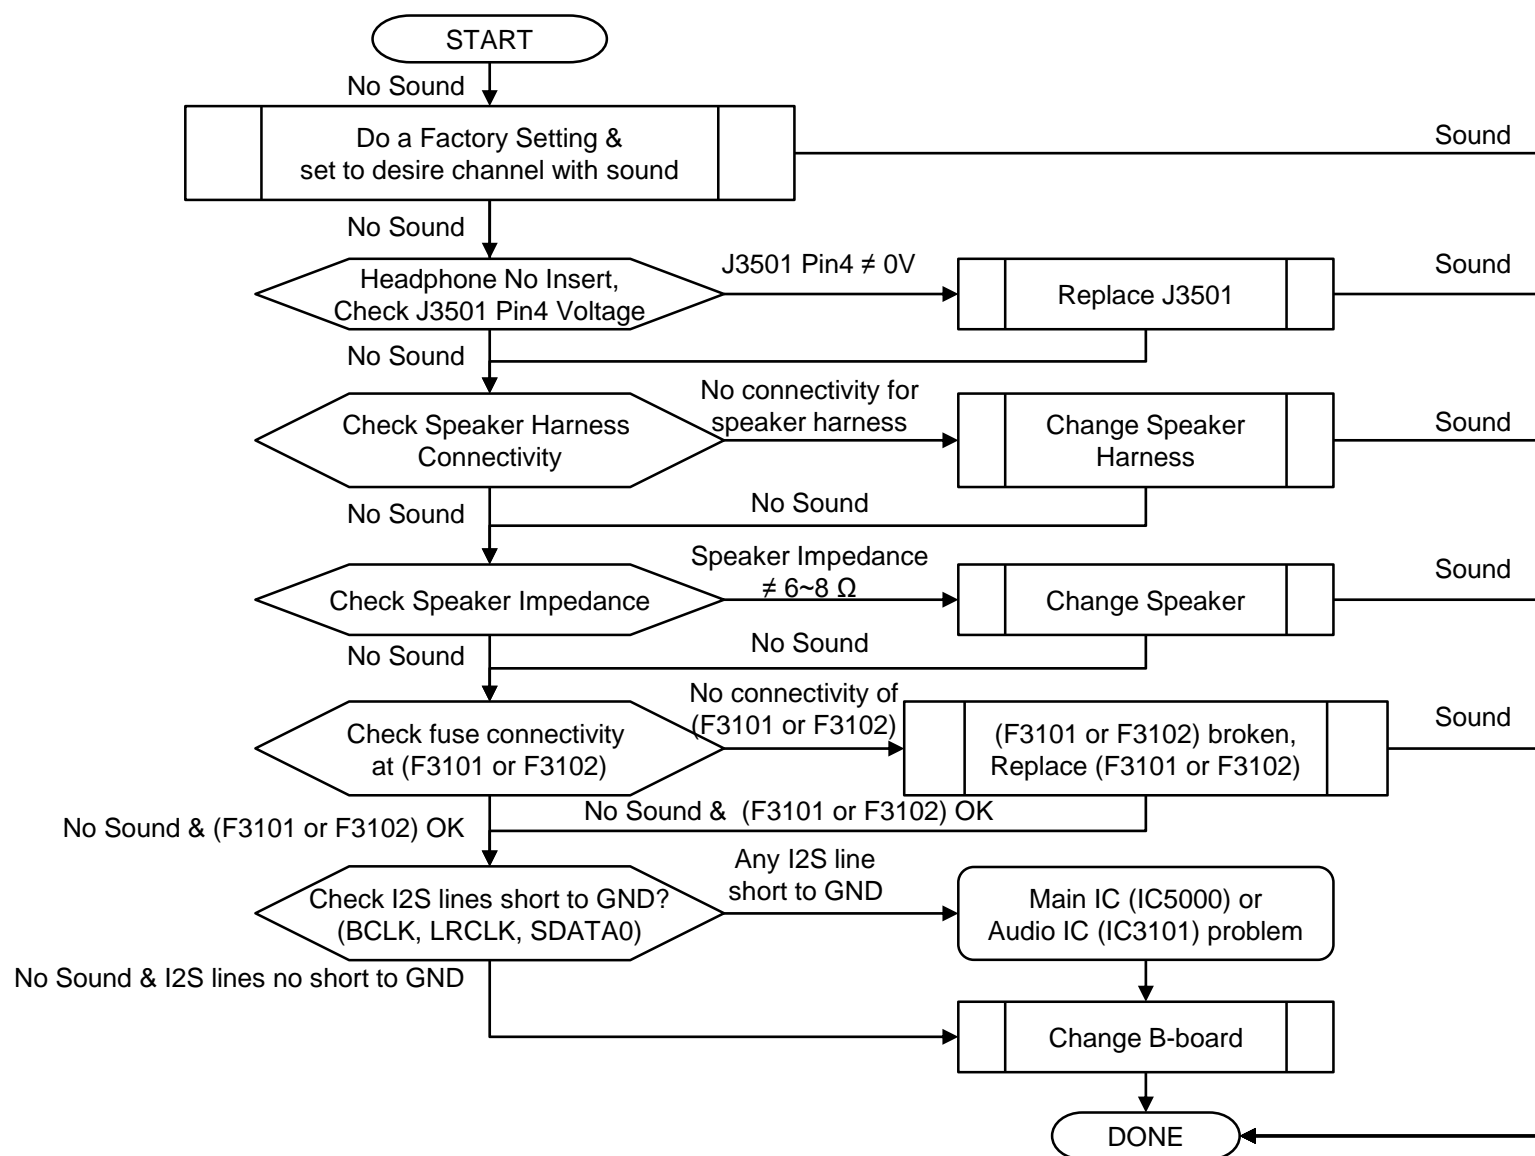 START
No Sound
Do a Factory Setting &
set to desire channel with sound
Sound
No Sound
Headphone No Insert,
Check J3501 Pin4 Voltage
J3501 Pin4 ≠ 0V
Replace J3501
Sound
No Sound
Check Speaker Harness
Connectivity
No connectivity for
speaker harness
Change Speaker
Harness
Sound
No Sound
No Sound
Check Speaker Impedance
Speaker Impedance
≠ 6~8 Ω
Change Speaker
Sound
No Sound
No Sound
Check fuse connectivity
at (F3101 or F3102)
No connectivity of
(F3101 or F3102)
(F3101 or F3102) broken,
Replace (F3101 or F3102)
Sound
No Sound & (F3101 or F3102) OK
No Sound &  (F3101 or F3102) OK
Check I2S lines short to GND?
(BCLK, LRCLK, SDATA0)
Any I2S line
short to GND
Main IC (IC5000) or
Audio IC (IC3101) problem
No Sound & I2S lines no short to GND
Change B-board
DONE